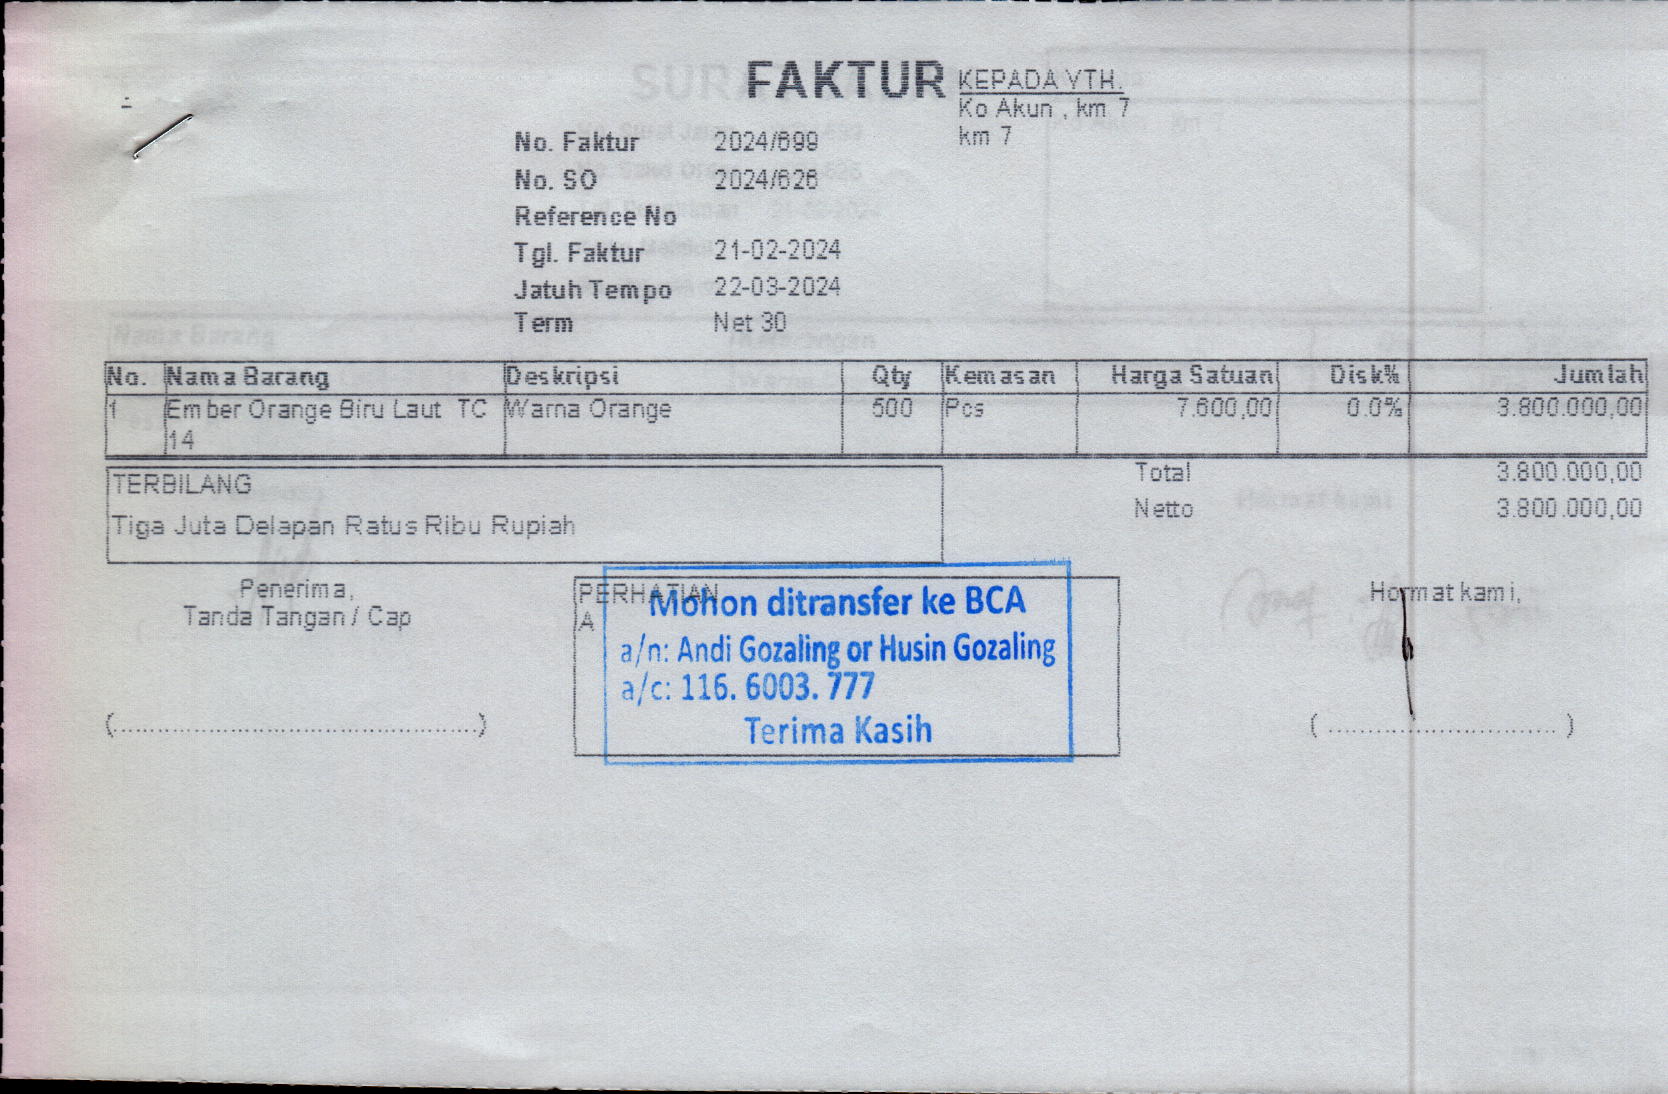 FAKTUR
KEPADA YTH.
Ko Akun , km 7
km 7
No. Faktur 2024/699
No. SO 2024/626
Reference No
Tgl. Faktur 21-02-2024
Jatuh Tempo 22-03-2024
Term Net 30
No. Nama Barang Deskripsi Qty Kemasan Harga Satuan Disk% Jumlah
1 Ember Orange Biru Laut TC Warna Orange 500 Pcs 7.600,00 0.0% 3.800.000,00
14
TERBILANG
Tiga Juta Delapan Ratus Ribu Rupiah
Total 3.800.000,00
Netto 3.800.000,00
Penerima,
Tanda Tangan / Cap
(................................................)
PERHATIAN
A
Mohon ditransfer ke BCA
a/n: Andi Gozaling or Husin Gozaling
a/c: 116. 6003. 777
Terima Kasih
Hormat kami,
( .............................. )